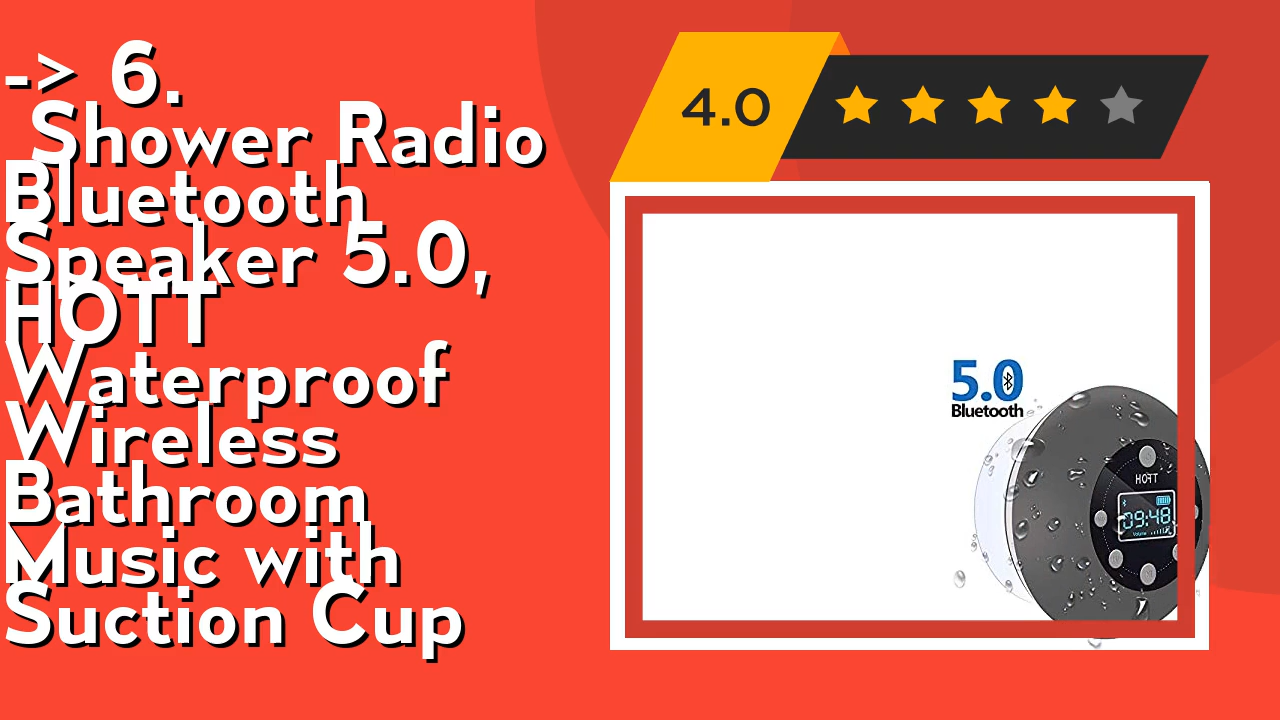 -> 6.
Shower Radio
Bluetooth
Speaker 5.0,
HOTT
Waterproof
Wireless
Bathroom
Music with
Suction Cup
4.0
5.0
Bluetooth
HOTT
09:48
Volume